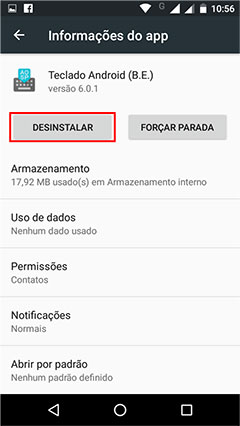 10:56
Informações do app
Teclado Android (B.E.)
versão 6.0.1
DESINSTALAR
FORÇAR PARADA
Armazenamento
17,92 MB usado(s) em Armazenamento interno
Uso de dados
Nenhum dado usado
Permissões
Contatos
Notificações
Normais
Abrir por padrão
Nenhum padrão definido